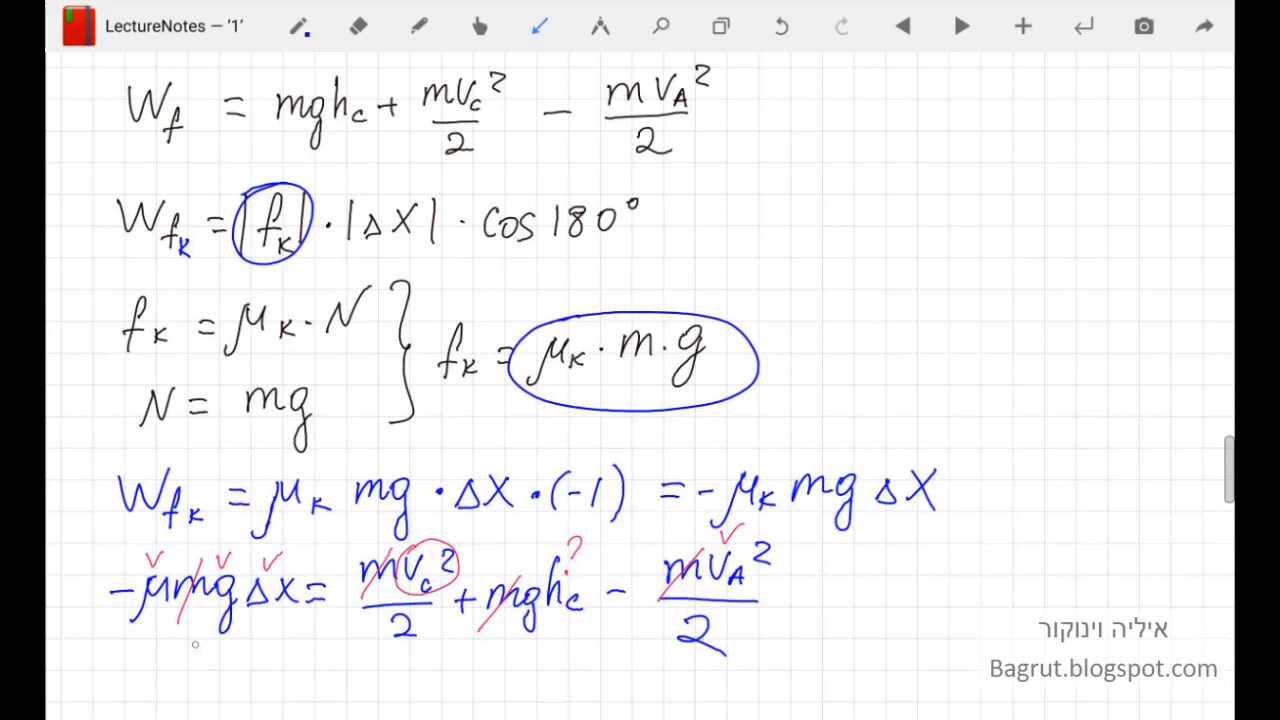 LectureNotes – '1'
W_f = mgh_c + mv_c²/2 − mv_A²/2
W_fk = |f_k| · |Δx| · cos 180°
f_k = μ_k · N
N = mg
} f_k = μ_k · m · g
W_fk = μ_k mg · Δx · (-1) = -μ_k mg Δx
-μmgΔx = mv_c²/2 + mgh_c − mv_A²/2
?
איליה וינוקור
Bagrut.blogspot.com